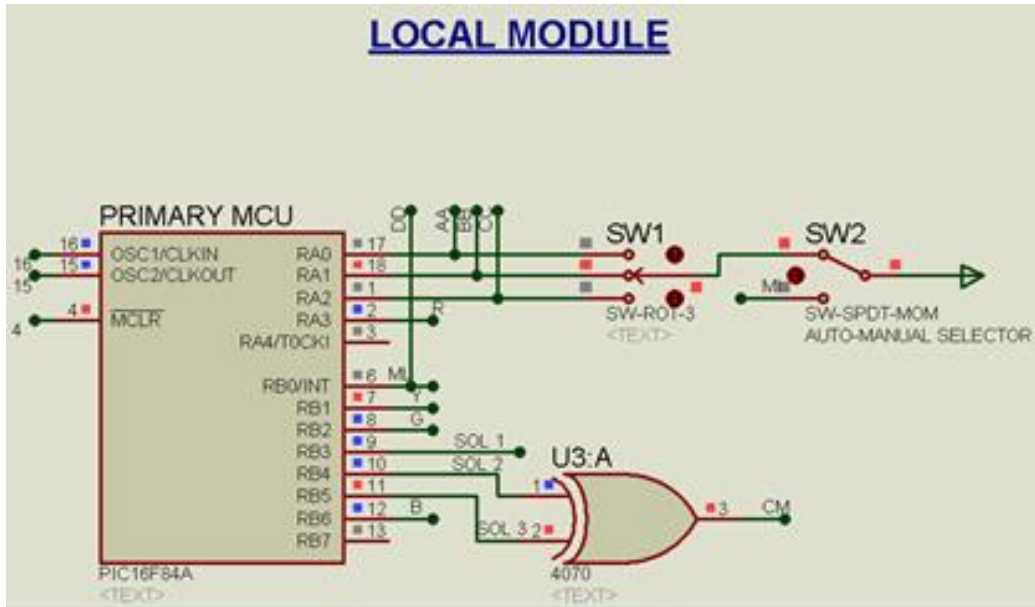 LOCAL MODULE
PRIMARY MCU
16 OSC1/CLKIN
16
15 OSC2/CLKOUT
15
4 MCLR
4
RA0 17
RA1 18
RA2 1
RA3 2 R
RA4/T0CKI 3
RB0/INT 6
RB1 7 Y
RB2 8 G
RB3 9 SOL 1
RB4 10 SOL 2
RB5 11 SOL 3
RB6 12 B
RB7 13
PIC16F84A
<TEXT>
DD
AA
BB
CC
SW1
SW-ROT-3
<TEXT>
SW2
SW-SPDT-MOM
AUTO-MANUAL SELECTOR
U3:A
1
2
3 CM
4070
<TEXT>